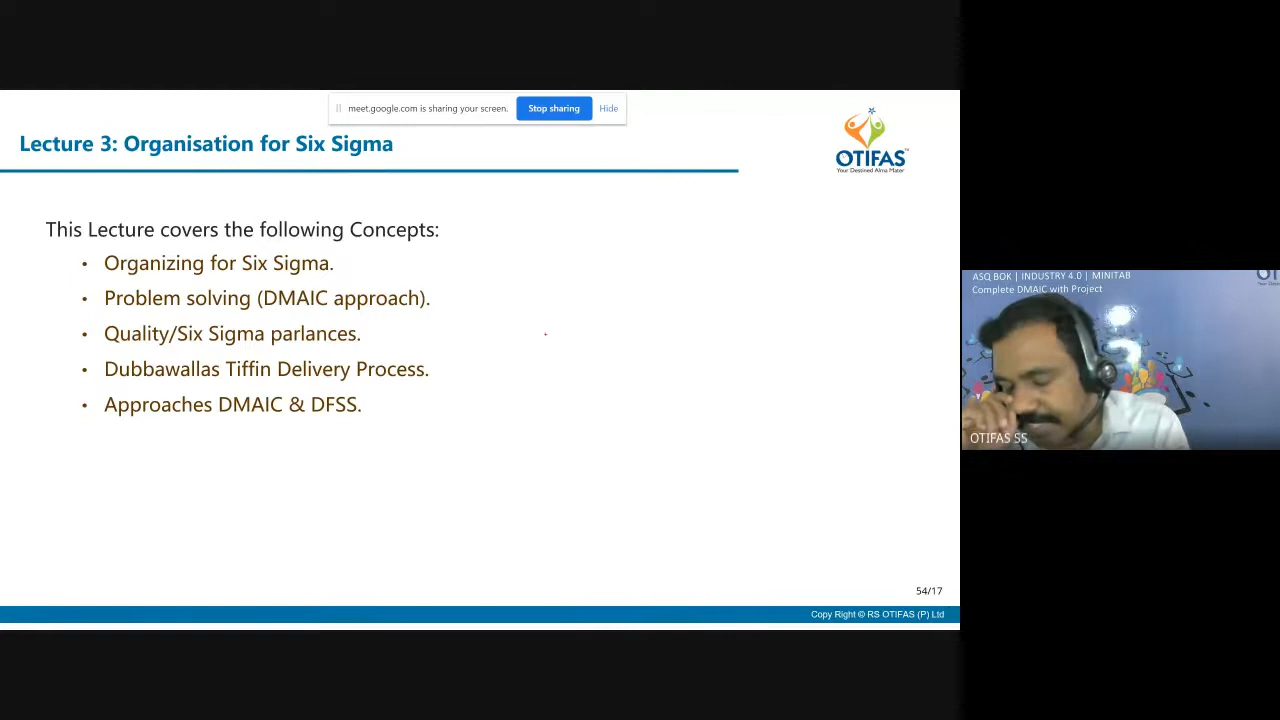 meet.google.com is sharing your screen. Stop sharing Hide
Lecture 3: Organisation for Six Sigma
OTIFAS™
Your Destined Alma Mater
This Lecture covers the following Concepts:
• Organizing for Six Sigma.
• Problem solving (DMAIC approach).
• Quality/Six Sigma parlances.
• Dubbawallas Tiffin Delivery Process.
• Approaches DMAIC & DFSS.
54/17
Copy Right © RS OTIFAS (P) Ltd
ASQ BOK | INDUSTRY 4.0 | MINITAB
Complete DMAIC with Project
OTIFAS SS